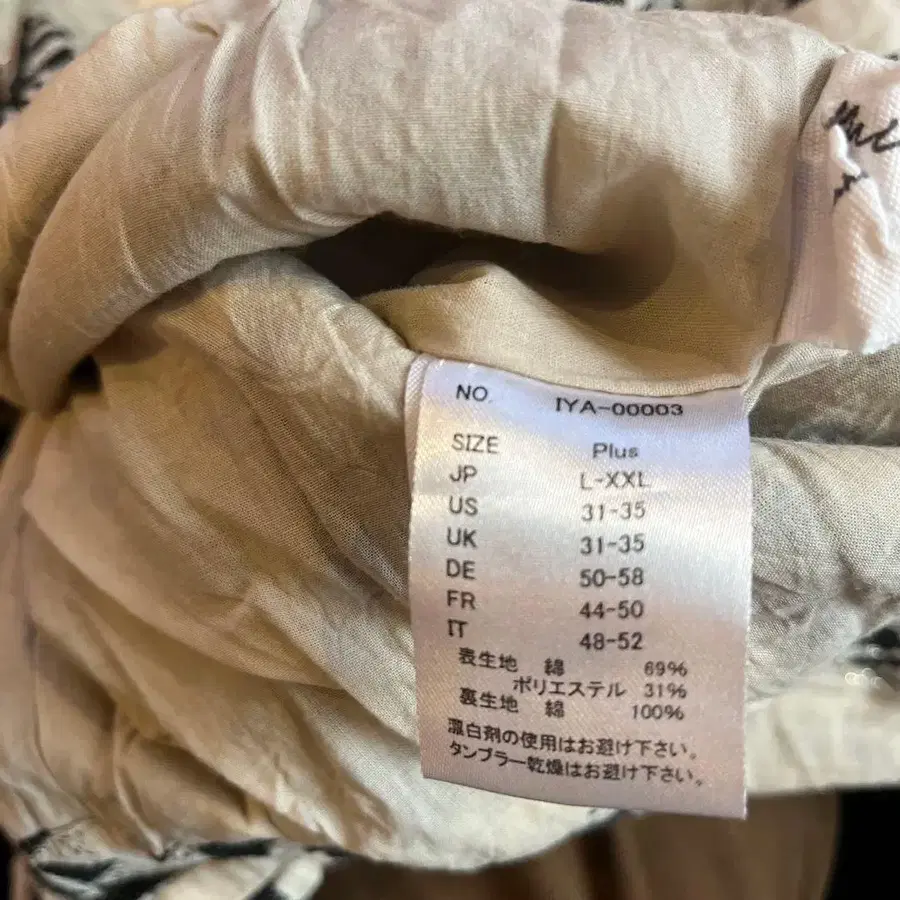 NO. IYA-00003
SIZE Plus
JP L-XXL
US 31-35
UK 31-35
DE 50-58
FR 44-50
IT 48-52
表生地 綿 69%
ポリエステル 31%
裏生地 綿 100%
漂白剤の使用はお避け下さい。
タンブラー乾燥はお避け下さい。